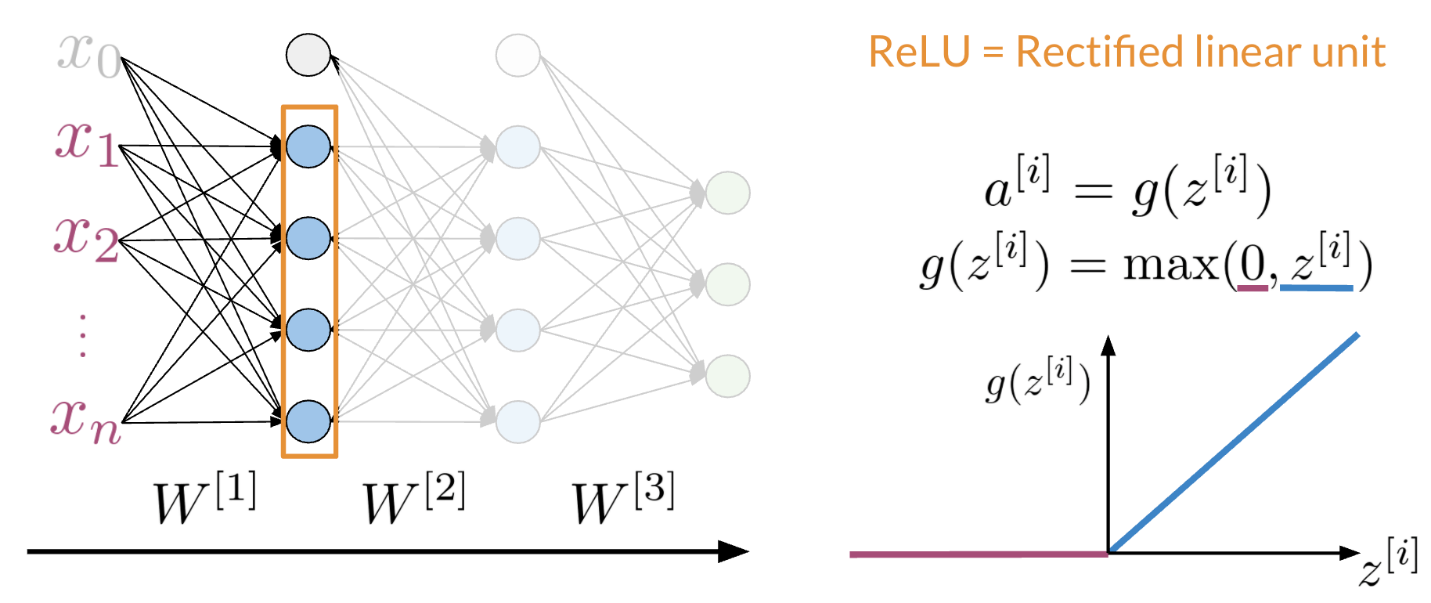 x₀
x₁
x₂
⋮
xₙ
W^[1] W^[2] W^[3]
ReLU = Rectified linear unit
a^[i] = g(z^[i])
g(z^[i]) = max(0, z^[i])
g(z^[i])
z^[i]